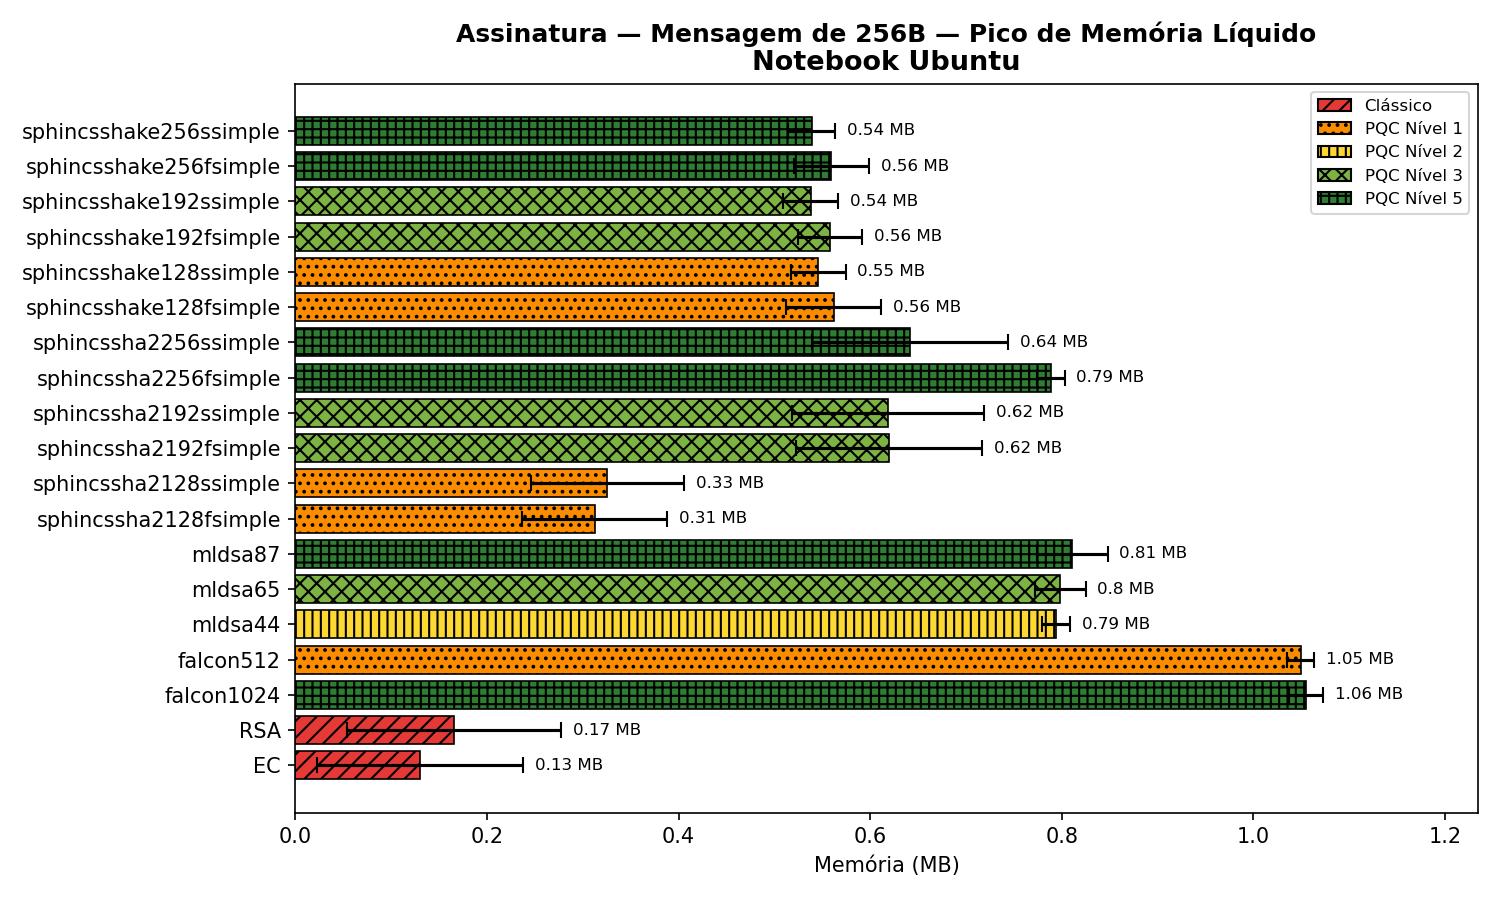 Assinatura — Mensagem de 256B — Pico de Memória Líquido
Notebook Ubuntu
Clássico
PQC Nível 1
PQC Nível 2
PQC Nível 3
PQC Nível 5
sphincsshake256ssimple 0.54 MB
sphincsshake256fsimple 0.56 MB
sphincsshake192ssimple 0.54 MB
sphincsshake192fsimple 0.56 MB
sphincsshake128ssimple 0.55 MB
sphincsshake128fsimple 0.56 MB
sphincssha2256ssimple 0.64 MB
sphincssha2256fsimple 0.79 MB
sphincssha2192ssimple 0.62 MB
sphincssha2192fsimple 0.62 MB
sphincssha2128ssimple 0.33 MB
sphincssha2128fsimple 0.31 MB
mldsa87 0.81 MB
mldsa65 0.8 MB
mldsa44 0.79 MB
falcon512 1.05 MB
falcon1024 1.06 MB
RSA 0.17 MB
EC 0.13 MB
0.0 0.2 0.4 0.6 0.8 1.0 1.2
Memória (MB)